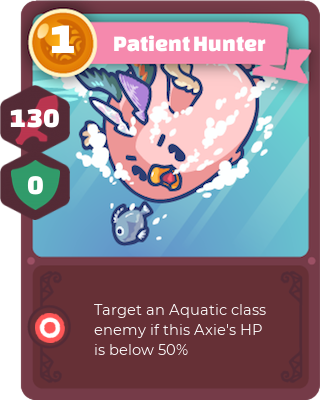 1
Patient Hunter
130
0
Target an Aquatic class
enemy if this Axie's HP
is below 50%